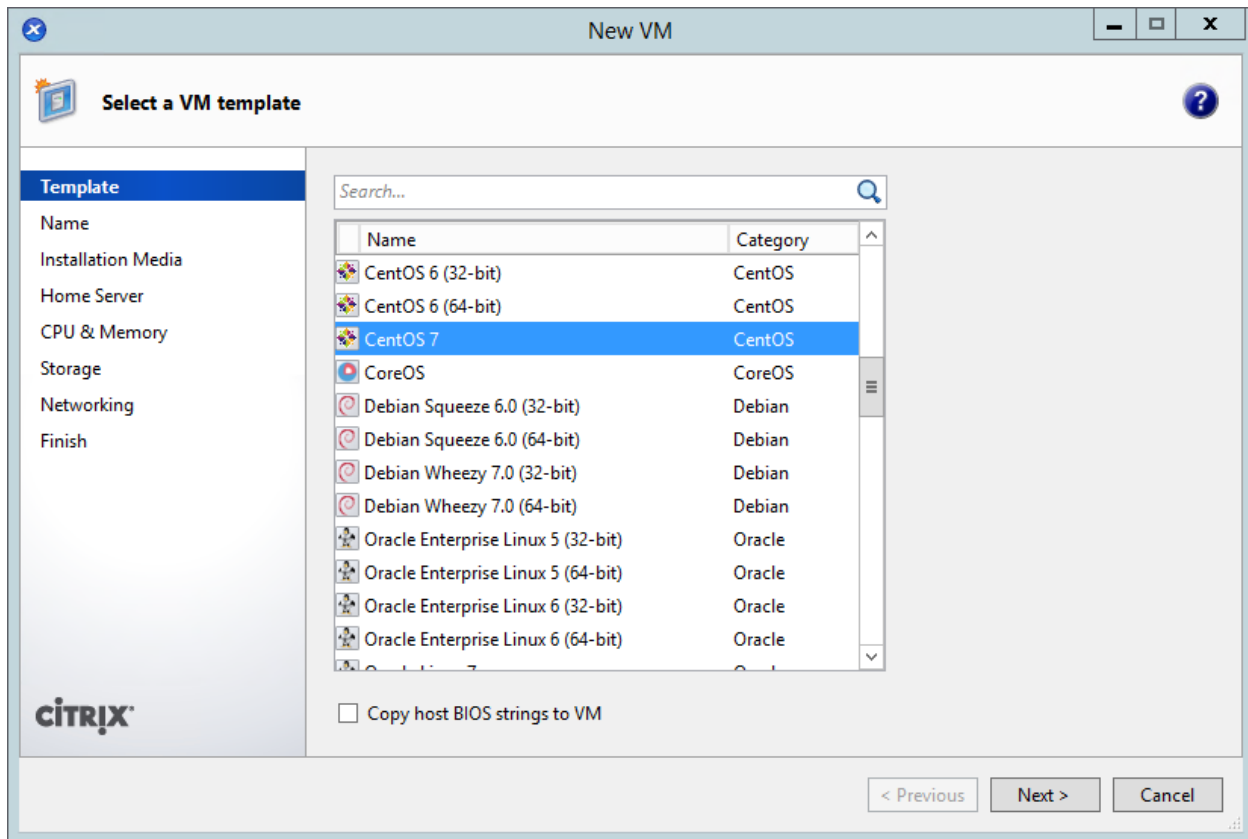 New VM
Select a VM template
?
Template
Name
Installation Media
Home Server
CPU & Memory
Storage
Networking
Finish
Search...
Name Category
CentOS 6 (32-bit) CentOS
CentOS 6 (64-bit) CentOS
CentOS 7 CentOS
CoreOS CoreOS
Debian Squeeze 6.0 (32-bit) Debian
Debian Squeeze 6.0 (64-bit) Debian
Debian Wheezy 7.0 (32-bit) Debian
Debian Wheezy 7.0 (64-bit) Debian
Oracle Enterprise Linux 5 (32-bit) Oracle
Oracle Enterprise Linux 5 (64-bit) Oracle
Oracle Enterprise Linux 6 (32-bit) Oracle
Oracle Enterprise Linux 6 (64-bit) Oracle
CITRIX
Copy host BIOS strings to VM
< Previous Next > Cancel